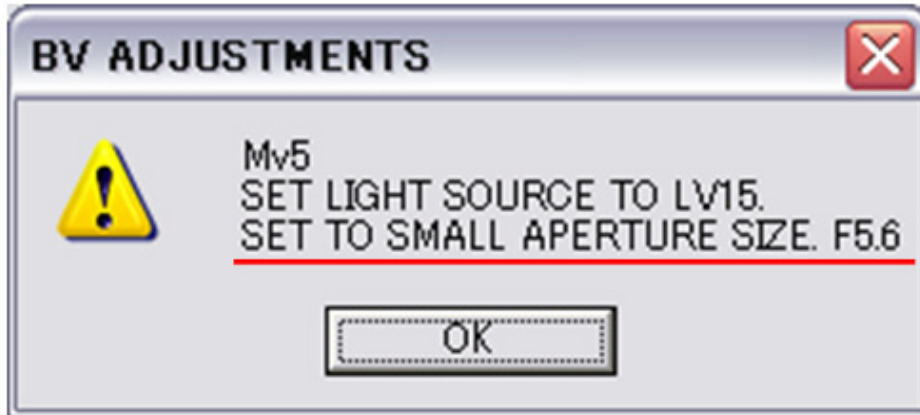 BV ADJUSTMENTS
Mv5
SET LIGHT SOURCE TO LV15.
SET TO SMALL APERTURE SIZE. F5.6
OK